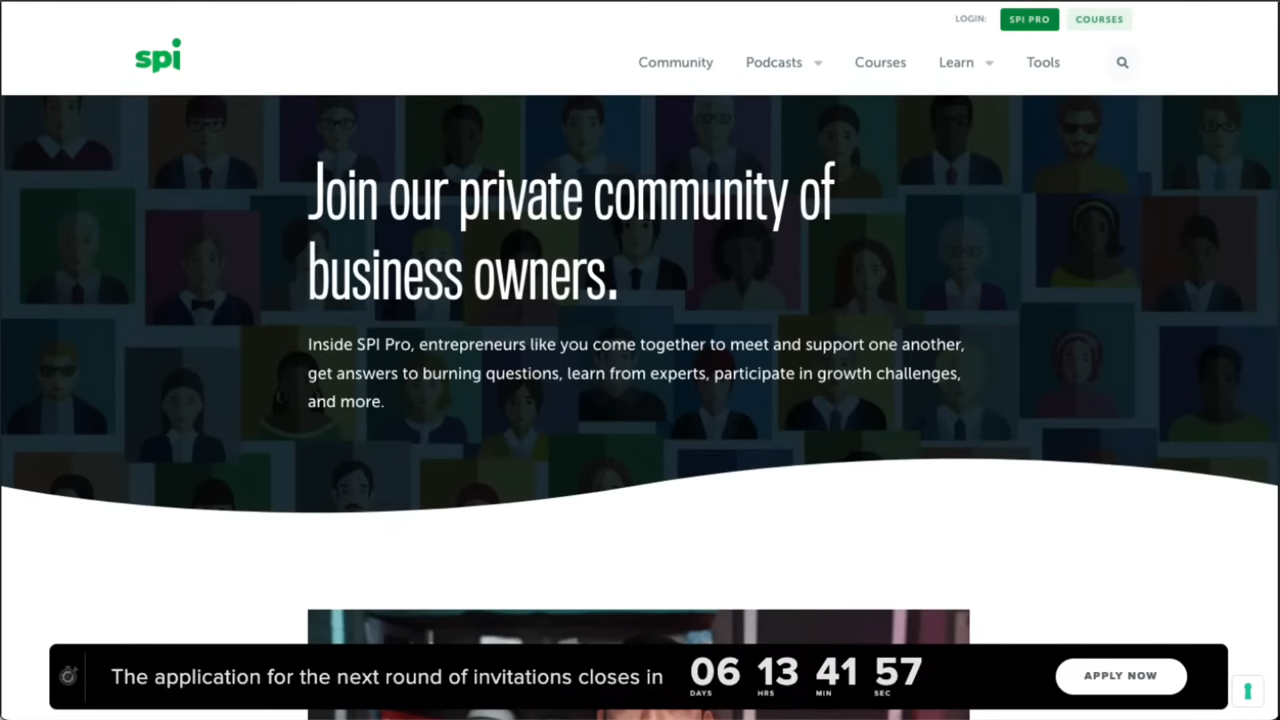 LOGIN: SPI PRO COURSES
spi
Community Podcasts Courses Learn Tools
Join our private community of
business owners.
Inside SPI Pro, entrepreneurs like you come together to meet and support one another,
get answers to burning questions, learn from experts, participate in growth challenges,
and more.
The application for the next round of invitations closes in
06 13 41 57
DAYS HRS MIN SEC
APPLY NOW